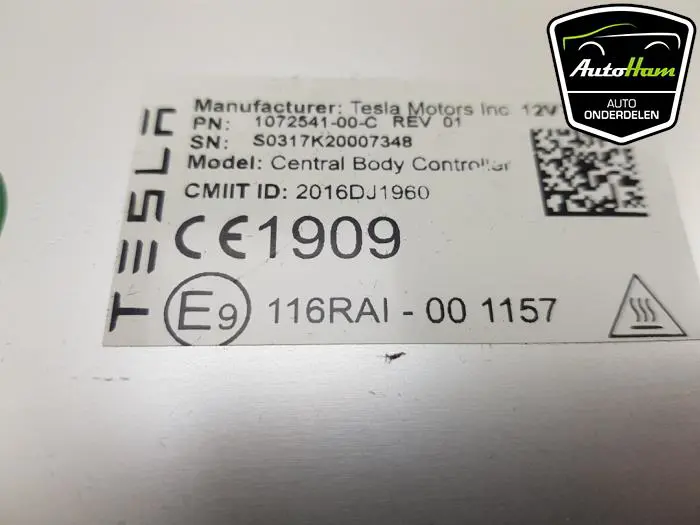 AutoHam
AUTO
ONDERDELEN
TESLA
Manufacturer: Tesla Motors Inc 12V
PN: 1072541-00-C REV 01
SN: S0317K20007348
Model: Central Body Controller
CMIIT ID: 2016DJ1960
CE1909
E9 116RAI - 00 1157